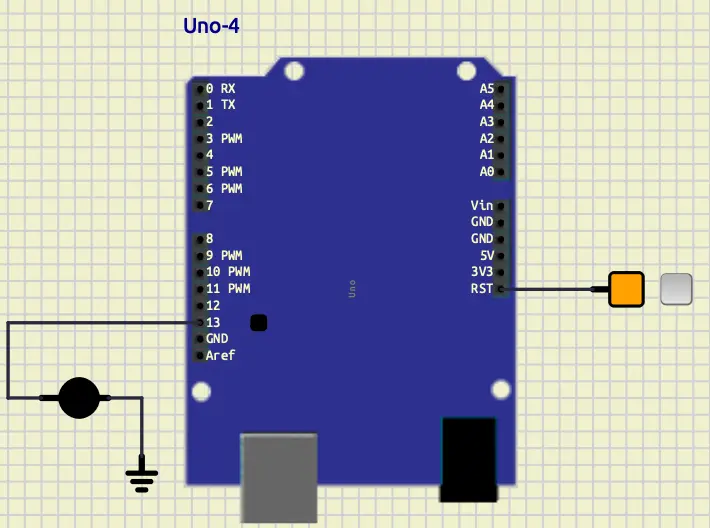 Uno-4
0 RX
1 TX
2
3 PWM
4
5 PWM
6 PWM
7
8
9 PWM
10 PWM
11 PWM
12
13
GND
Aref
Uno
A5
A4
A3
A2
A1
A0
Vin
GND
GND
5V
3V3
RST